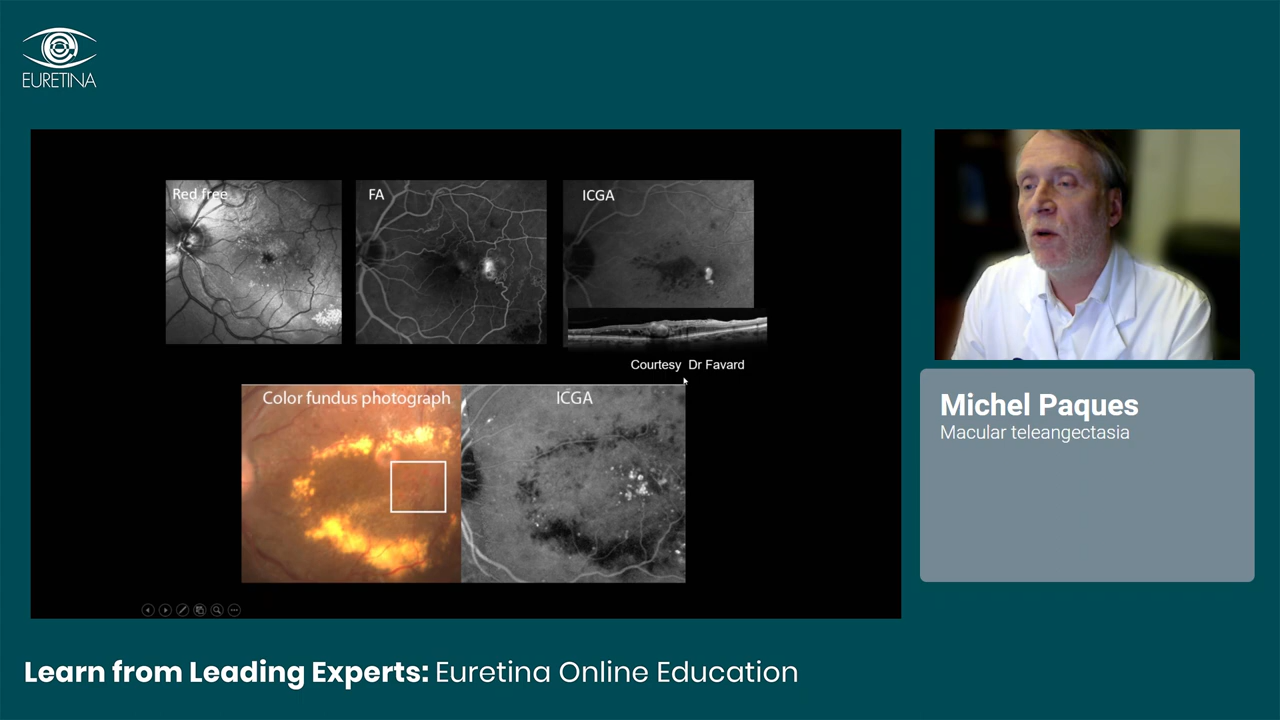 EURETINA
Red free
FA
ICGA
Courtesy Dr Favard
Color fundus photograph
ICGA
Michel Paques
Macular teleangectasia
Learn from Leading Experts: Euretina Online Education